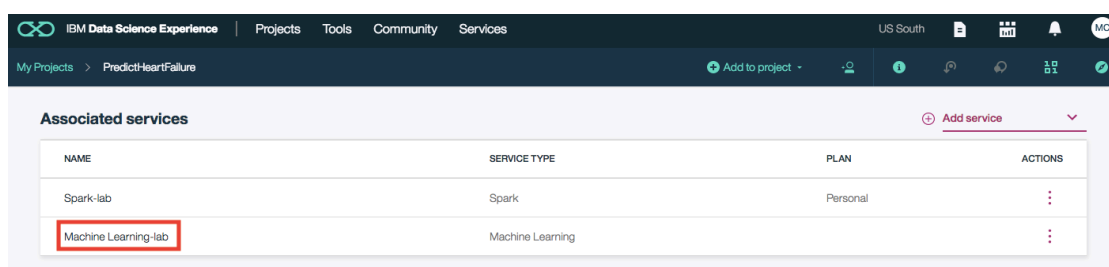 IBM Data Science Experience | Projects Tools Community Services US South MC
My Projects > PredictHeartFailure Add to project
Associated services Add service
NAME SERVICE TYPE PLAN ACTIONS
Spark-lab Spark Personal
Machine Learning-lab Machine Learning